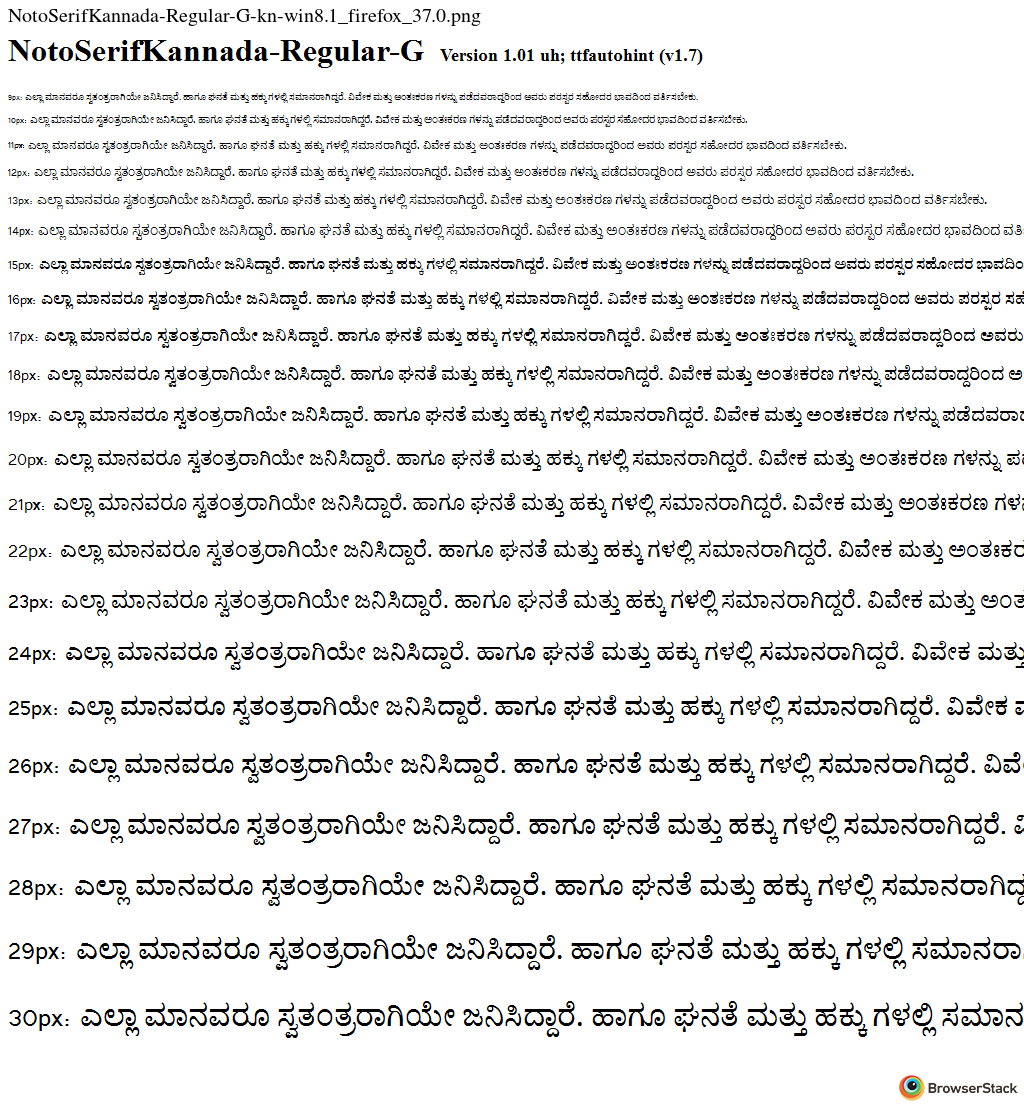 NotoSerifKannada-Regular-G-kn-win8.1_firefox_37.0.png
NotoSerifKannada-Regular-G Version 1.01 uh; ttfautohint (v1.7)
9px: ಎಲ್ಲಾ ಮಾನವರೂ ಸ್ವತಂತ್ರರಾಗಿಯೇ ಜನಿಸಿದ್ದಾರೆ. ಹಾಗೂ ಘನತೆ ಮತ್ತು ಹಕ್ಕು ಗಳಲ್ಲಿ ಸಮಾನರಾಗಿದ್ದರೆ. ವಿವೇಕ ಮತ್ತು ಅಂತಃಕರಣ ಗಳನ್ನು ಪಡೆದವರಾದ್ದರಿಂದ ಅವರು ಪರಸ್ಪರ ಸಹೋದರ ಭಾವದಿಂದ ವರ್ತಿಸಬೇಕು.
10px: ಎಲ್ಲಾ ಮಾನವರೂ ಸ್ವತಂತ್ರರಾಗಿಯೇ ಜನಿಸಿದ್ದಾರೆ. ಹಾಗೂ ಘನತೆ ಮತ್ತು ಹಕ್ಕು ಗಳಲ್ಲಿ ಸಮಾನರಾಗಿದ್ದರೆ. ವಿವೇಕ ಮತ್ತು ಅಂತಃಕರಣ ಗಳನ್ನು ಪಡೆದವರಾದ್ದರಿಂದ ಅವರು ಪರಸ್ಪರ ಸಹೋದರ ಭಾವದಿಂದ ವರ್ತಿಸಬೇಕು.
11px: ಎಲ್ಲಾ ಮಾನವರೂ ಸ್ವತಂತ್ರರಾಗಿಯೇ ಜನಿಸಿದ್ದಾರೆ. ಹಾಗೂ ಘನತೆ ಮತ್ತು ಹಕ್ಕು ಗಳಲ್ಲಿ ಸಮಾನರಾಗಿದ್ದರೆ. ವಿವೇಕ ಮತ್ತು ಅಂತಃಕರಣ ಗಳನ್ನು ಪಡೆದವರಾದ್ದರಿಂದ ಅವರು ಪರಸ್ಪರ ಸಹೋದರ ಭಾವದಿಂದ ವರ್ತಿಸಬೇಕು.
12px: ಎಲ್ಲಾ ಮಾನವರೂ ಸ್ವತಂತ್ರರಾಗಿಯೇ ಜನಿಸಿದ್ದಾರೆ. ಹಾಗೂ ಘನತೆ ಮತ್ತು ಹಕ್ಕು ಗಳಲ್ಲಿ ಸಮಾನರಾಗಿದ್ದರೆ. ವಿವೇಕ ಮತ್ತು ಅಂತಃಕರಣ ಗಳನ್ನು ಪಡೆದವರಾದ್ದರಿಂದ ಅವರು ಪರಸ್ಪರ ಸಹೋದರ ಭಾವದಿಂದ ವರ್ತಿಸಬೇಕು.
13px: ಎಲ್ಲಾ ಮಾನವರೂ ಸ್ವತಂತ್ರರಾಗಿಯೇ ಜನಿಸಿದ್ದಾರೆ. ಹಾಗೂ ಘನತೆ ಮತ್ತು ಹಕ್ಕು ಗಳಲ್ಲಿ ಸಮಾನರಾಗಿದ್ದರೆ. ವಿವೇಕ ಮತ್ತು ಅಂತಃಕರಣ ಗಳನ್ನು ಪಡೆದವರಾದ್ದರಿಂದ ಅವರು ಪರಸ್ಪರ ಸಹೋದರ ಭಾವದಿಂದ ವರ್ತಿಸಬೇಕು.
14px: ಎಲ್ಲಾ ಮಾನವರೂ ಸ್ವತಂತ್ರರಾಗಿಯೇ ಜನಿಸಿದ್ದಾರೆ. ಹಾಗೂ ಘನತೆ ಮತ್ತು ಹಕ್ಕು ಗಳಲ್ಲಿ ಸಮಾನರಾಗಿದ್ದರೆ. ವಿವೇಕ ಮತ್ತು ಅಂತಃಕರಣ ಗಳನ್ನು ಪಡೆದವರಾದ್ದರಿಂದ ಅವರು ಪರಸ್ಪರ ಸಹೋದರ ಭಾವದಿಂದ
15px: ಎಲ್ಲಾ ಮಾನವರೂ ಸ್ವತಂತ್ರರಾಗಿಯೇ ಜನಿಸಿದ್ದಾರೆ. ಹಾಗೂ ಘನತೆ ಮತ್ತು ಹಕ್ಕು ಗಳಲ್ಲಿ ಸಮಾನರಾಗಿದ್ದರೆ. ವಿವೇಕ ಮತ್ತು ಅಂತಃಕರಣ ಗಳನ್ನು ಪಡೆದವರಾದ್ದರಿಂದ ಅವರು ಪರಸ್ಪರ ಸಹೋದರ
16px: ಎಲ್ಲಾ ಮಾನವರೂ ಸ್ವತಂತ್ರರಾಗಿಯೇ ಜನಿಸಿದ್ದಾರೆ. ಹಾಗೂ ಘನತೆ ಮತ್ತು ಹಕ್ಕು ಗಳಲ್ಲಿ ಸಮಾನರಾಗಿದ್ದರೆ. ವಿವೇಕ ಮತ್ತು ಅಂತಃಕರಣ ಗಳನ್ನು ಪಡೆದವರಾದ್ದರಿಂದ ಅವರು ಪರಸ್ಪರ
17px: ಎಲ್ಲಾ ಮಾನವರೂ ಸ್ವತಂತ್ರರಾಗಿಯೇ ಜನಿಸಿದ್ದಾರೆ. ಹಾಗೂ ಘನತೆ ಮತ್ತು ಹಕ್ಕು ಗಳಲ್ಲಿ ಸಮಾನರಾಗಿದ್ದರೆ. ವಿವೇಕ ಮತ್ತು ಅಂತಃಕರಣ ಗಳನ್ನು ಪಡೆದವರಾದ್ದರಿಂದ ಅವರು
18px: ಎಲ್ಲಾ ಮಾನವರೂ ಸ್ವತಂತ್ರರಾಗಿಯೇ ಜನಿಸಿದ್ದಾರೆ. ಹಾಗೂ ಘನತೆ ಮತ್ತು ಹಕ್ಕು ಗಳಲ್ಲಿ ಸಮಾನರಾಗಿದ್ದರೆ. ವಿವೇಕ ಮತ್ತು ಅಂತಃಕರಣ ಗಳನ್ನು ಪಡೆದವರಾದ್ದರಿಂದ
19px: ಎಲ್ಲಾ ಮಾನವರೂ ಸ್ವತಂತ್ರರಾಗಿಯೇ ಜನಿಸಿದ್ದಾರೆ. ಹಾಗೂ ಘನತೆ ಮತ್ತು ಹಕ್ಕು ಗಳಲ್ಲಿ ಸಮಾನರಾಗಿದ್ದರೆ. ವಿವೇಕ ಮತ್ತು ಅಂತಃಕರಣ ಗಳನ್ನು
20px: ಎಲ್ಲಾ ಮಾನವರೂ ಸ್ವತಂತ್ರರಾಗಿಯೇ ಜನಿಸಿದ್ದಾರೆ. ಹಾಗೂ ಘನತೆ ಮತ್ತು ಹಕ್ಕು ಗಳಲ್ಲಿ ಸಮಾನರಾಗಿದ್ದರೆ. ವಿವೇಕ ಮತ್ತು ಅಂತಃಕರಣ ಗಳನ್ನು
21px: ಎಲ್ಲಾ ಮಾನವರೂ ಸ್ವತಂತ್ರರಾಗಿಯೇ ಜನಿಸಿದ್ದಾರೆ. ಹಾಗೂ ಘನತೆ ಮತ್ತು ಹಕ್ಕು ಗಳಲ್ಲಿ ಸಮಾನರಾಗಿದ್ದರೆ. ವಿವೇಕ ಮತ್ತು ಅಂತಃಕರಣ
22px: ಎಲ್ಲಾ ಮಾನವರೂ ಸ್ವತಂತ್ರರಾಗಿಯೇ ಜನಿಸಿದ್ದಾರೆ. ಹಾಗೂ ಘನತೆ ಮತ್ತು ಹಕ್ಕು ಗಳಲ್ಲಿ ಸಮಾನರಾಗಿದ್ದರೆ. ವಿವೇಕ ಮತ್ತು
23px: ಎಲ್ಲಾ ಮಾನವರೂ ಸ್ವತಂತ್ರರಾಗಿಯೇ ಜನಿಸಿದ್ದಾರೆ. ಹಾಗೂ ಘನತೆ ಮತ್ತು ಹಕ್ಕು ಗಳಲ್ಲಿ ಸಮಾನರಾಗಿದ್ದರೆ. ವಿವೇಕ ಮತ್ತು
24px: ಎಲ್ಲಾ ಮಾನವರೂ ಸ್ವತಂತ್ರರಾಗಿಯೇ ಜನಿಸಿದ್ದಾರೆ. ಹಾಗೂ ಘನತೆ ಮತ್ತು ಹಕ್ಕು ಗಳಲ್ಲಿ ಸಮಾನರಾಗಿದ್ದರೆ. ವಿವೇಕ ಮತ್ತು
25px: ಎಲ್ಲಾ ಮಾನವರೂ ಸ್ವತಂತ್ರರಾಗಿಯೇ ಜನಿಸಿದ್ದಾರೆ. ಹಾಗೂ ಘನತೆ ಮತ್ತು ಹಕ್ಕು ಗಳಲ್ಲಿ ಸಮಾನರಾಗಿದ್ದರೆ. ವಿವೇಕ
26px: ಎಲ್ಲಾ ಮಾನವರೂ ಸ್ವತಂತ್ರರಾಗಿಯೇ ಜನಿಸಿದ್ದಾರೆ. ಹಾಗೂ ಘನತೆ ಮತ್ತು ಹಕ್ಕು ಗಳಲ್ಲಿ ಸಮಾನರಾಗಿದ್ದರೆ.
27px: ಎಲ್ಲಾ ಮಾನವರೂ ಸ್ವತಂತ್ರರಾಗಿಯೇ ಜನಿಸಿದ್ದಾರೆ. ಹಾಗೂ ಘನತೆ ಮತ್ತು ಹಕ್ಕು ಗಳಲ್ಲಿ ಸಮಾನರಾಗಿದ್ದರೆ.
28px: ಎಲ್ಲಾ ಮಾನವರೂ ಸ್ವತಂತ್ರರಾಗಿಯೇ ಜನಿಸಿದ್ದಾರೆ. ಹಾಗೂ ಘನತೆ ಮತ್ತು ಹಕ್ಕು ಗಳಲ್ಲಿ
29px: ಎಲ್ಲಾ ಮಾನವರೂ ಸ್ವತಂತ್ರರಾಗಿಯೇ ಜನಿಸಿದ್ದಾರೆ. ಹಾಗೂ ಘನತೆ ಮತ್ತು ಹಕ್ಕು ಗಳಲ್ಲಿ ಸಮಾನರಾ
30px: ಎಲ್ಲಾ ಮಾನವರೂ ಸ್ವತಂತ್ರರಾಗಿಯೇ ಜನಿಸಿದ್ದಾರೆ. ಹಾಗೂ ಘನತೆ ಮತ್ತು ಹಕ್ಕು ಗಳಲ್ಲಿ ಸಮಾನ
BrowserStack